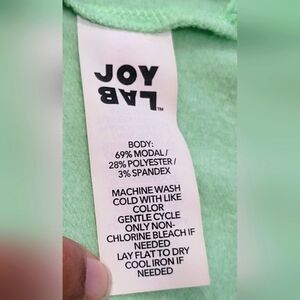 JOY
LAB™
BODY:
69% MODAL/
28% POLYESTER/
3% SPANDEX
MACHINE WASH
COLD WITH LIKE
COLOR
GENTLE CYCLE
ONLY NON-
CHLORINE BLEACH IF
NEEDED
LAY FLAT TO DRY
COOL IRON IF
NEEDED